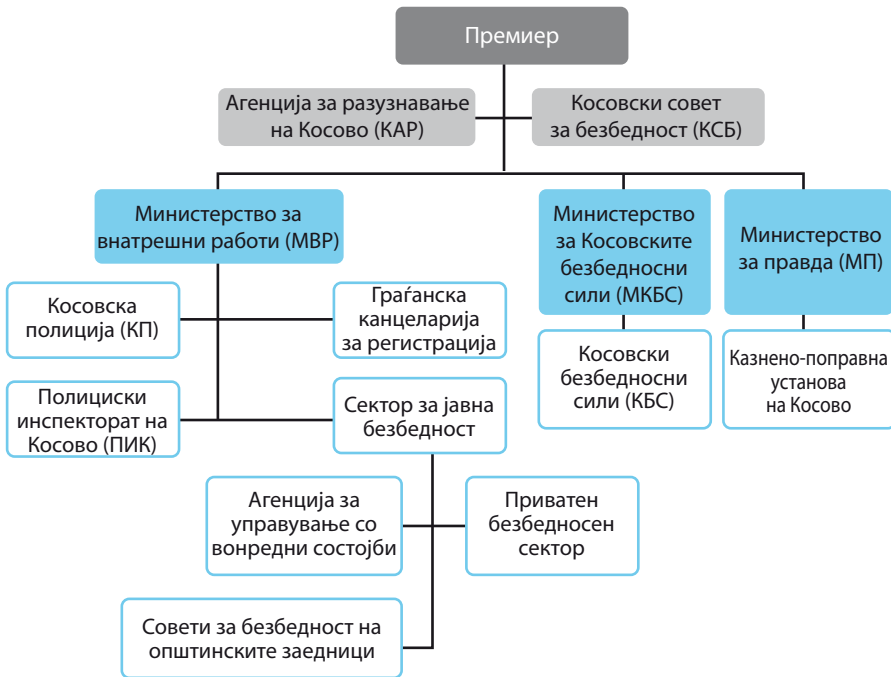 Премиер
Агенција за разузнавање
на Косово (КАР)
Косовски совет
за безбедност (КСБ)
Министерство за
внатрешни работи (МВР)
Министерство
за Косовските
безбедносни
сили (МКБС)
Министерство
за правда (МП)
Косовска
полиција (КП)
Граѓанска
канцеларија
за регистрација
Косовски
безбедносни
сили (КБС)
Казнено-поправна
установа
на Косово
Полициски
инспекторат на
Косово (ПИК)
Сектор за јавна
безбедност
Агенција за
управување со
вонредни состојби
Приватен
безбедносен
сектор
Совети за безбедност на
општинските заедници